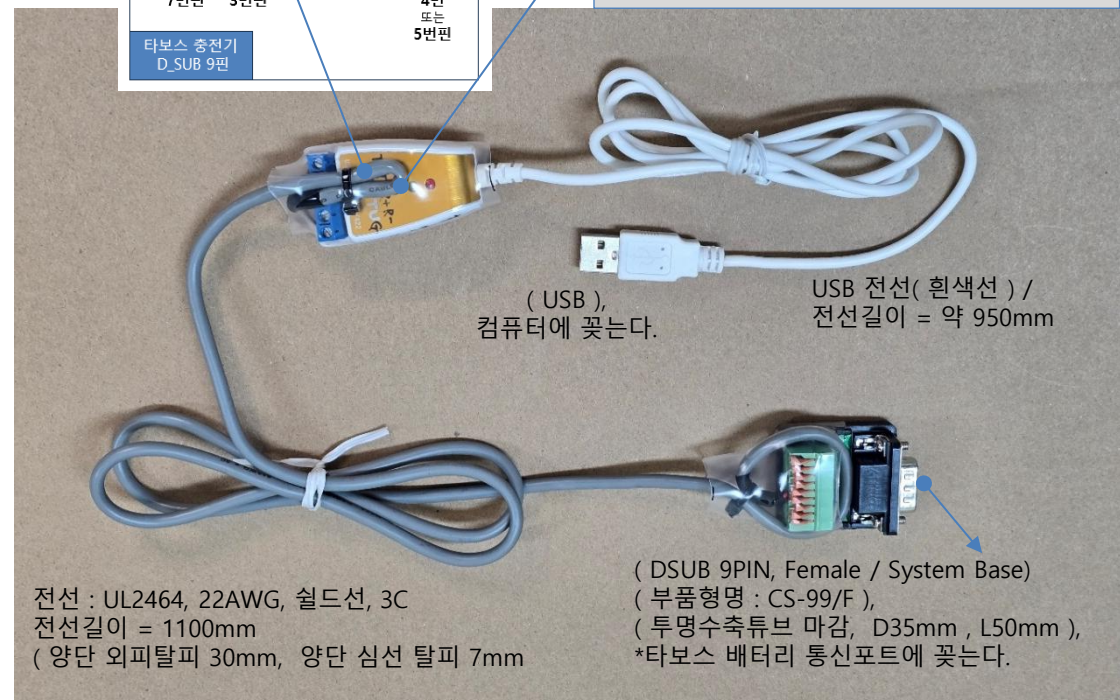 7번핀 3번핀
4번
또는
5번핀
타보스 충전기
D_SUB 9핀
R+R-
G
( USB ),
컴퓨터에 꽂는다.
USB 전선( 흰색선 ) /
전선길이 = 약 950mm
전선 : UL2464, 22AWG, 쉴드선, 3C
전선길이 = 1100mm
( 양단 외피탈피 30mm, 양단 심선 탈피 7mm
( DSUB 9PIN, Female / System Base)
( 부품형명 : CS-99/F ),
( 투명수축튜브 마감, D35mm , L50mm ),
*타보스 배터리 통신포트에 꽂는다.